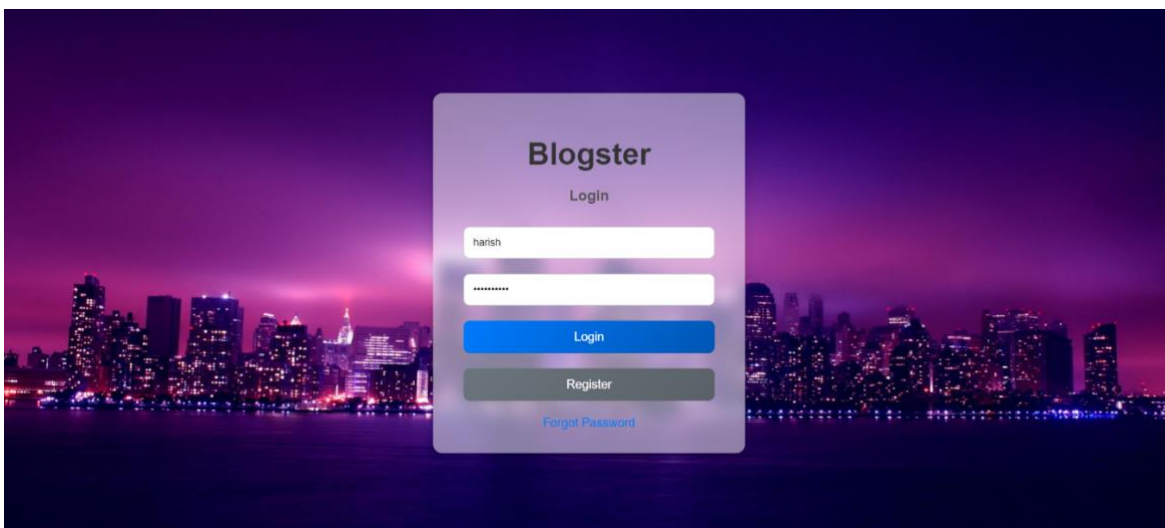 Blogster
Login
harish
••••••••••
Login
Register
Forgot Password